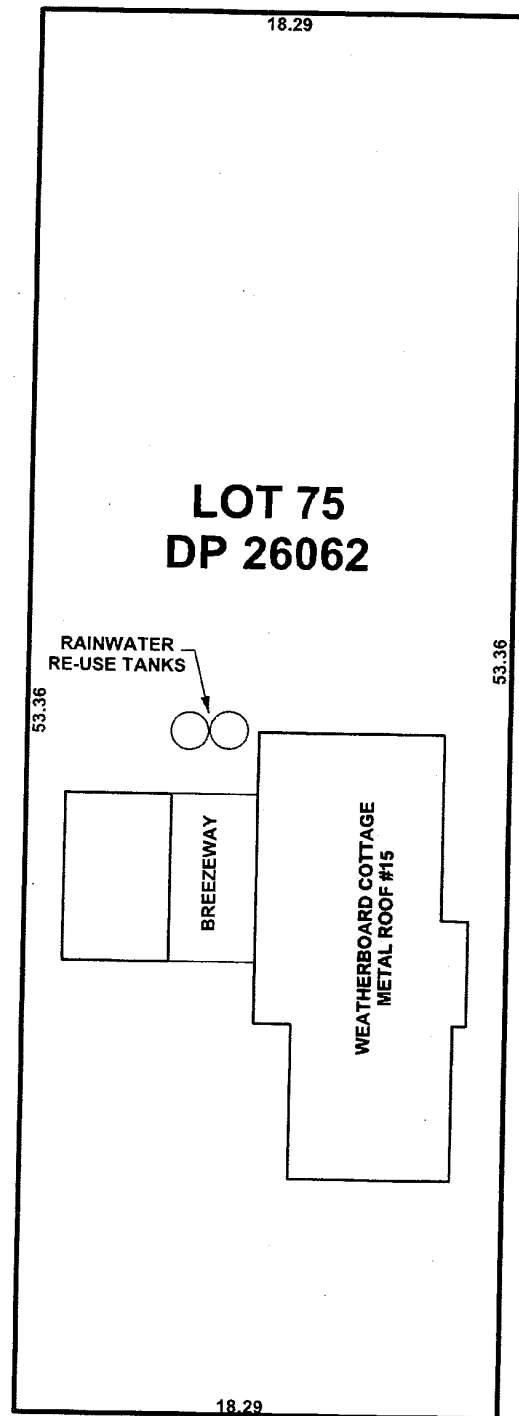 18.29
LOT 75
DP 26062
RAINWATER
RE-USE TANKS
53.36
53.36
BREEZEWAY
WEATHERBOARD COTTAGE
METAL ROOF #15
18.29